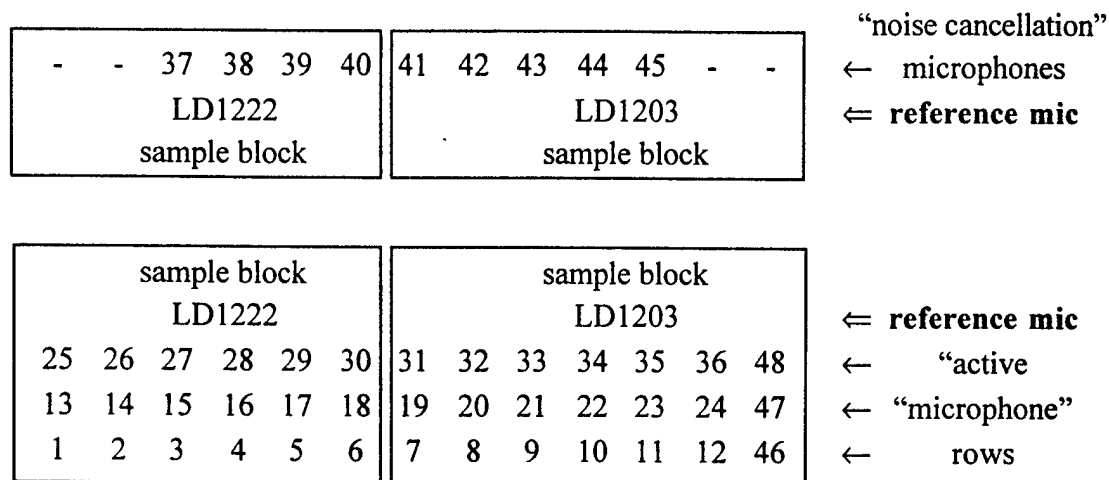 “noise cancellation”
- - 37 38 39 40 41 42 43 44 45 - - ← microphones
LD1222 LD1203 ⇐ reference mic
sample block sample block
sample block sample block
LD1222 LD1203 ⇐ reference mic
25 26 27 28 29 30 31 32 33 34 35 36 48 ← “active
13 14 15 16 17 18 19 20 21 22 23 24 47 ← “microphone”
1 2 3 4 5 6 7 8 9 10 11 12 46 ← rows